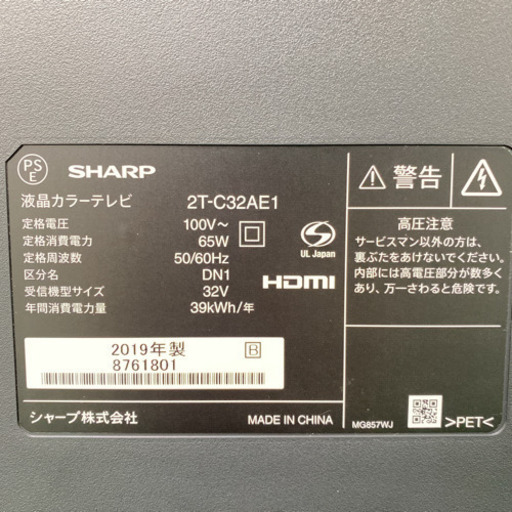 PS
E
SHARP
液晶カラーテレビ 2T-C32AE1
定格電圧 100V~
定格消費電力 65W
定格周波数 50/60Hz
区分名 DN1
受信機型サイズ 32V
年間消費電力量 39kWh/年
UL Japan
HDMI
2019年製 B
8761801
シャープ株式会社 MADE IN CHINA
警告
高圧注意
サービスマン以外の方は、
裏ぶたをあけないでください。
内部には高電圧部分が数多く
あり、万一さわると危険です。
MG857WJ
>PET<